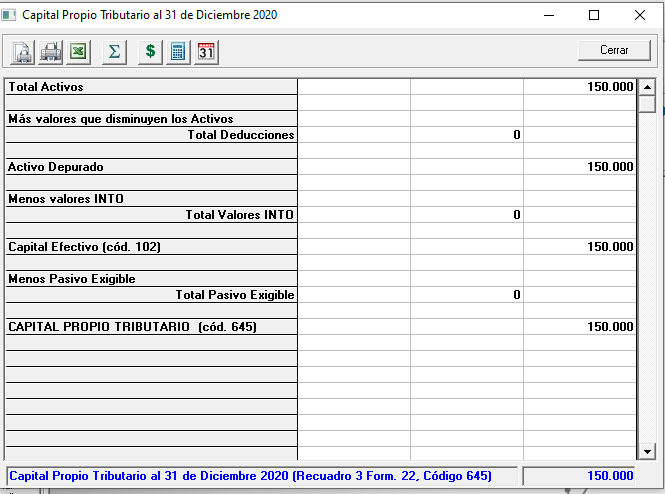 Capital Propio Tributario al 31 de Diciembre 2020
Σ $ 31 Cerrar
Total Activos 150.000
Más valores que disminuyen los Activos
Total Deducciones 0
Activo Depurado 150.000
Menos valores INTO
Total Valores INTO 0
Capital Efectivo (cód. 102) 150.000
Menos Pasivo Exigible
Total Pasivo Exigible 0
CAPITAL PROPIO TRIBUTARIO (cód. 645) 150.000
Capital Propio Tributario al 31 de Diciembre 2020 (Recuadro 3 Form. 22, Código 645) 150.000